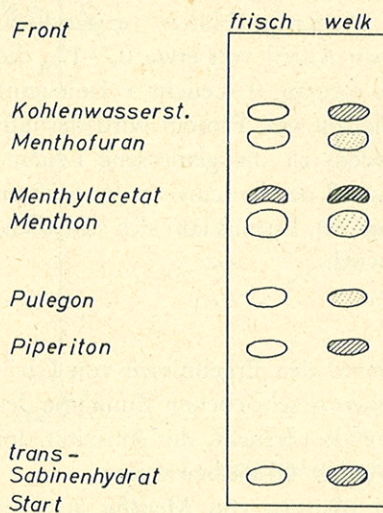 frisch welk
Front
Kohlenwasserst.
Menthofuran
Menthylacetat
Menthon
Pulegon
Piperiton
trans-
Sabinenhydrat
Start